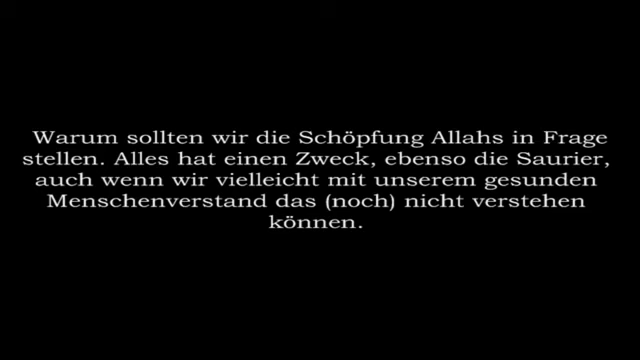 Warum sollten wir die Schöpfung Allahs in Frage
stellen. Alles hat einen Zweck, ebenso die Saurier,
auch wenn wir vielleicht mit unserem gesunden
Menschenverstand das (noch) nicht verstehen
können.